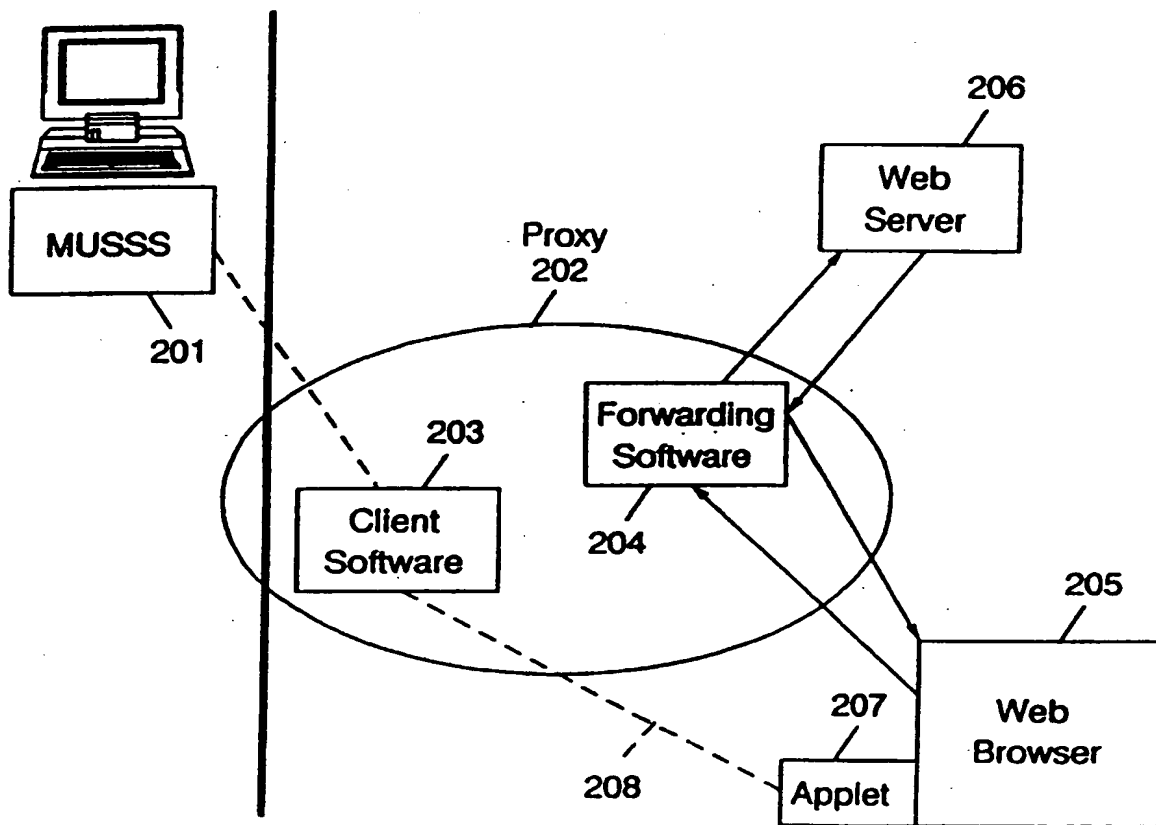 206
Web
Server
MUSSS
201
Proxy
202
Forwarding
Software
204
203
Client
Software
205
Web
Browser
207
Applet
208